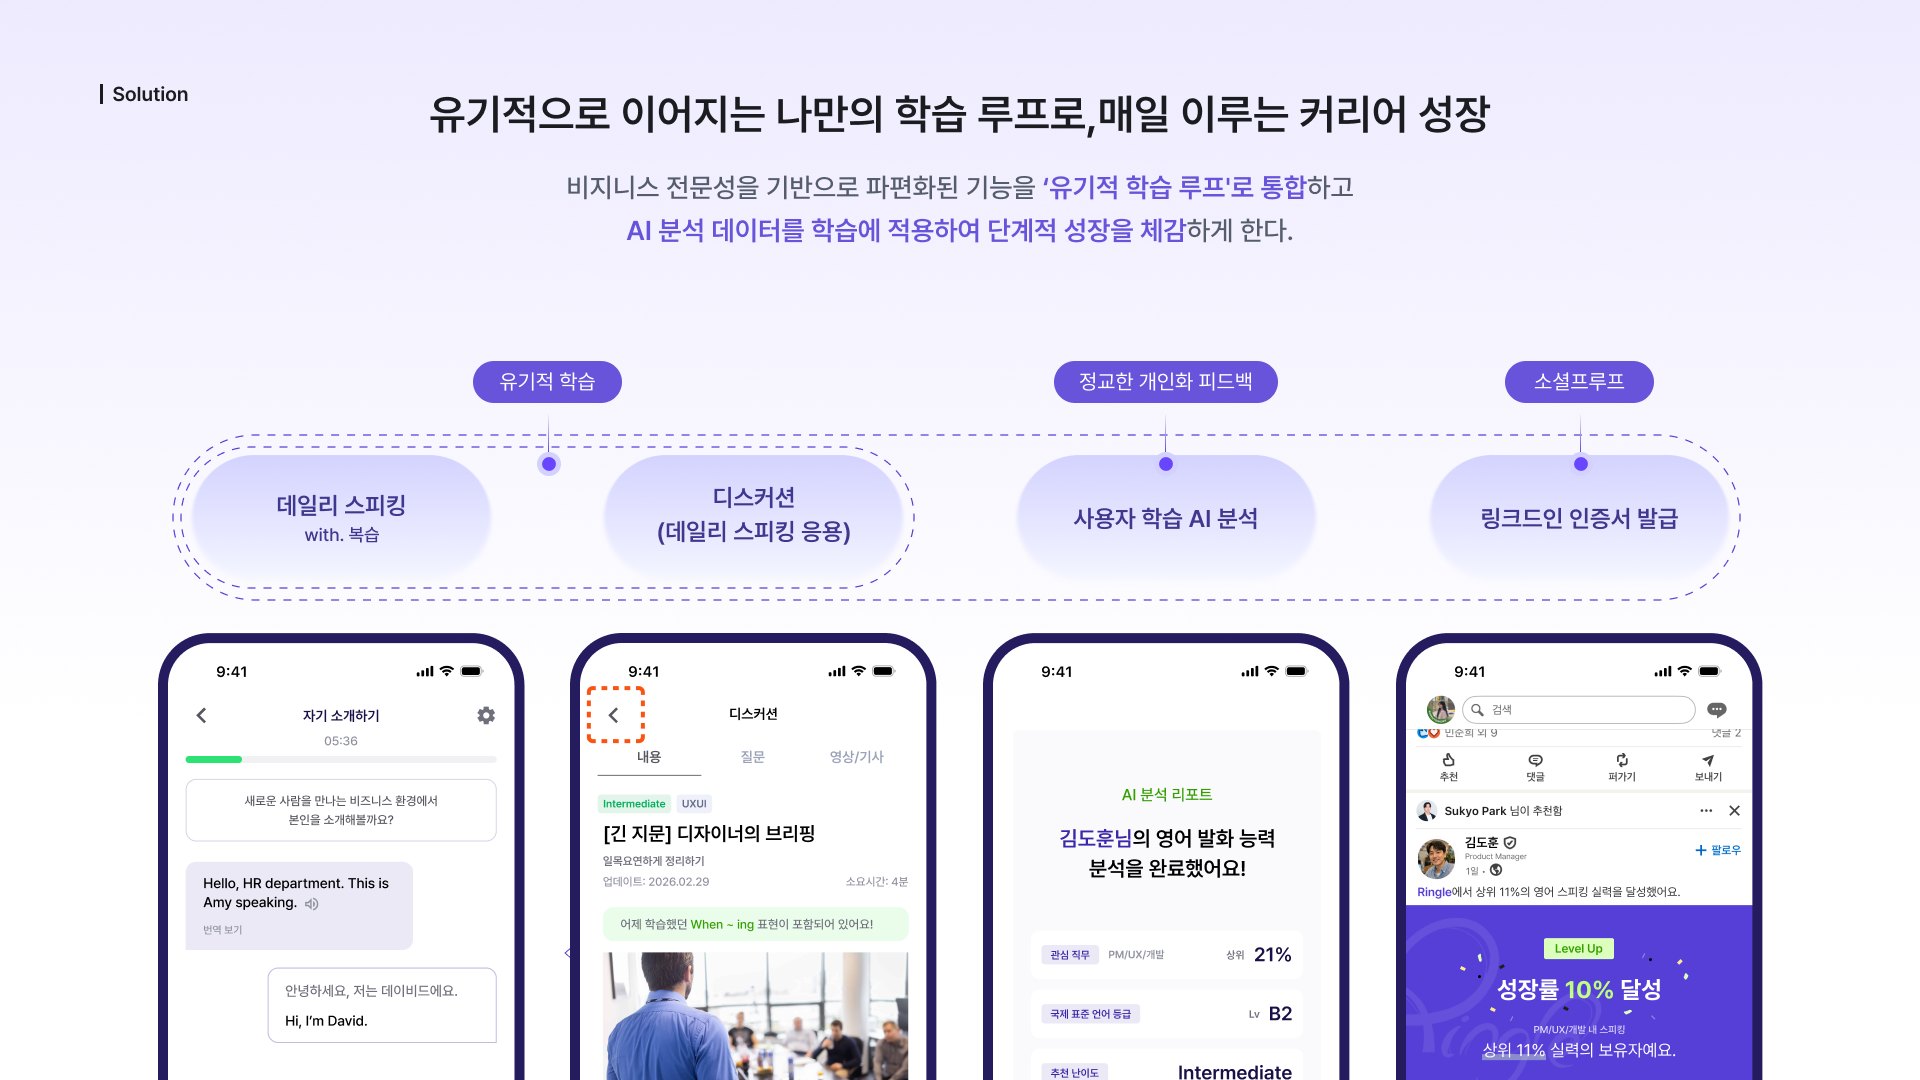 Solution
유기적으로 이어지는 나만의 학습 루프로,매일 이루는 커리어 성장
비지니스 전문성을 기반으로 파편화된 기능을 ‘유기적 학습 루프'로 통합하고
AI 분석 데이터를 학습에 적용하여 단계적 성장을 체감하게 한다.
유기적 학습
정교한 개인화 피드백
소셜프루프
데일리 스피킹
with. 복습
디스커션
(데일리 스피킹 응용)
사용자 학습 AI 분석
링크드인 인증서 발급
9:41
자기 소개하기
05:36
새로운 사람을 만나는 비즈니스 환경에서
본인을 소개해볼까요?
Hello, HR department. This is
Amy speaking.
번역 보기
안녕하세요, 저는 데이비드에요.
Hi, I’m David.
9:41
디스커션
내용 질문 영상/기사
Intermediate UXUI
[긴 지문] 디자이너의 브리핑
일목요연하게 정리하기
업데이트: 2026.02.29 소요시간: 4분
어제 학습했던 When ~ ing 표현이 포함되어 있어요!
9:41
AI 분석 리포트
김도훈님의 영어 발화 능력
분석을 완료했어요!
관심 직무 PM/UX/개발 상위 21%
국제 표준 언어 등급 Lv B2
추천 난이도 Intermediate
9:41
검색
민준희 외 9 댓글 2
추천 댓글 퍼가기 보내기
Sukyo Park 님이 추천함
김도훈
Product Manager
1일 •
+ 팔로우
Ringle에서 상위 11%의 영어 스피킹 실력을 달성했어요.
Level Up
성장률 10% 달성
PM/UX/개발 내 스피킹
상위 11% 실력의 보유자예요.